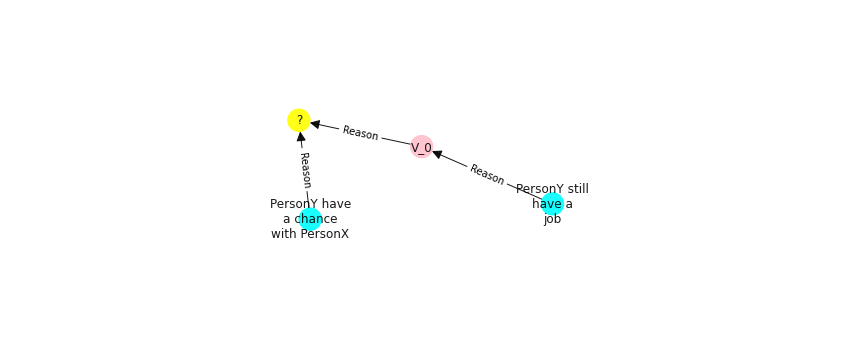 ?
Reason
V_0
Reason
Reason
PersonY still
have a
job
PersonY have
a chance
with PersonX